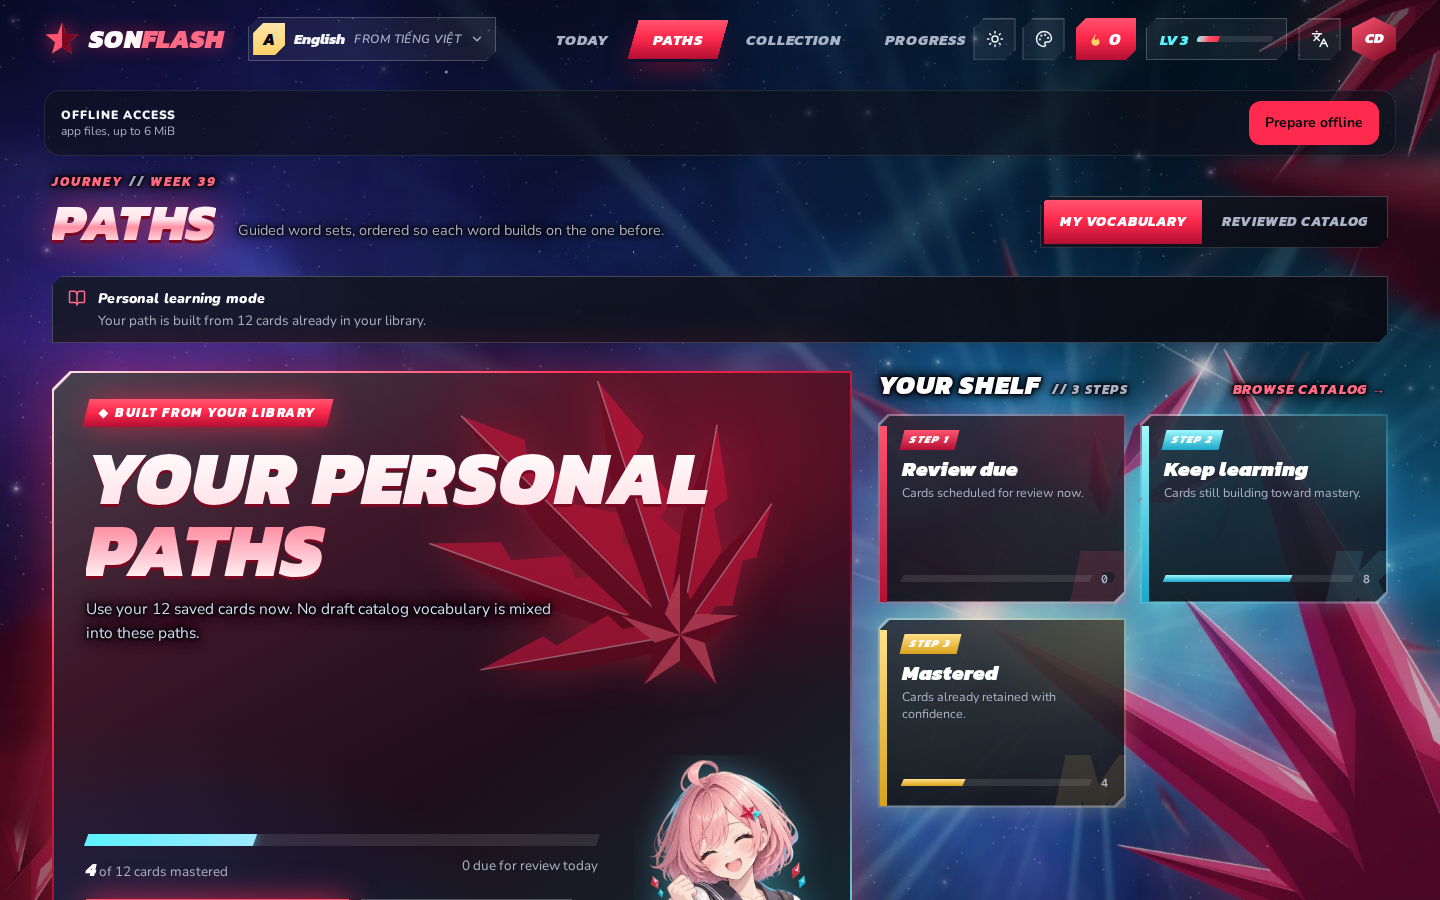 SONFLASH
A English FROM TIẾNG VIỆT
TODAY PATHS COLLECTION PROGRESS
0
LV 3
CD
OFFLINE ACCESS
app files, up to 6 MiB
Prepare offline
JOURNEY // WEEK 39
PATHS
Guided word sets, ordered so each word builds on the one before.
MY VOCABULARY
REVIEWED CATALOG
Personal learning mode
Your path is built from 12 cards already in your library.
◆ BUILT FROM YOUR LIBRARY
YOUR PERSONAL
PATHS
Use your 12 saved cards now. No draft catalog vocabulary is mixed
into these paths.
4 of 12 cards mastered
0 due for review today
YOUR SHELF // 3 STEPS
BROWSE CATALOG →
STEP 1
Review due
Cards scheduled for review now.
0
STEP 2
Keep learning
Cards still building toward mastery.
K
8
STEP 3
Mastered
Cards already retained with
confidence.
M
4